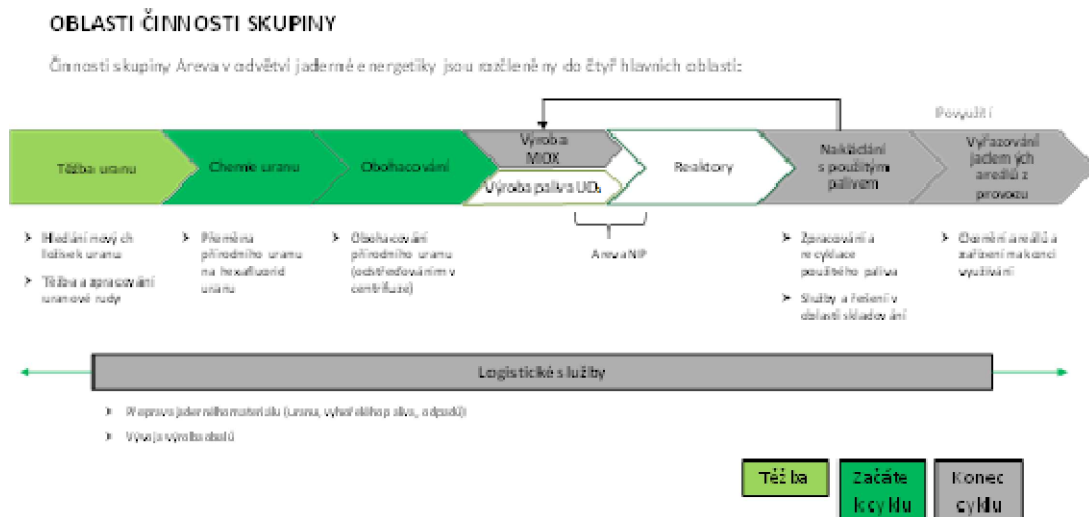 OBLASTI ČINNOSTI SKUPINY
Činnosti skupiny Areva v odvětví jaderné energetiky jsou rozčleněny do čtyř hlavních oblastí:
Povyužití
Těžba uranu
Chemie uranu
Obohacování
Výroba
MOX
Výroba paliva UO₂
Reaktory
Nakládání
s použitým
palivem
Vyřazování
jaderných
areálů z
provozu
Areva NP
➤ Hledání nových
ložisek uranu
➤ Těžba a zpracování
uranové rudy
➤ Přeměna
přírodního uranu
na hexafluorid
uranu
➤ Obohacování
přírodního uranu
(odstřeďováním v
centrifuze)
➤ Zpracování a
recyklace
použitého paliva
➤ Služby a řešení v
oblasti skladování
➤
areálů a
zařízení na konci
využívání
Logistické služby
➤ Přeprava jaderného materiálu (uranu, vyhořelého paliva, odpadů)
➤ Vývoj a výroba obalů
Těžba
Začáte
k cyklu
Konec
cyklu